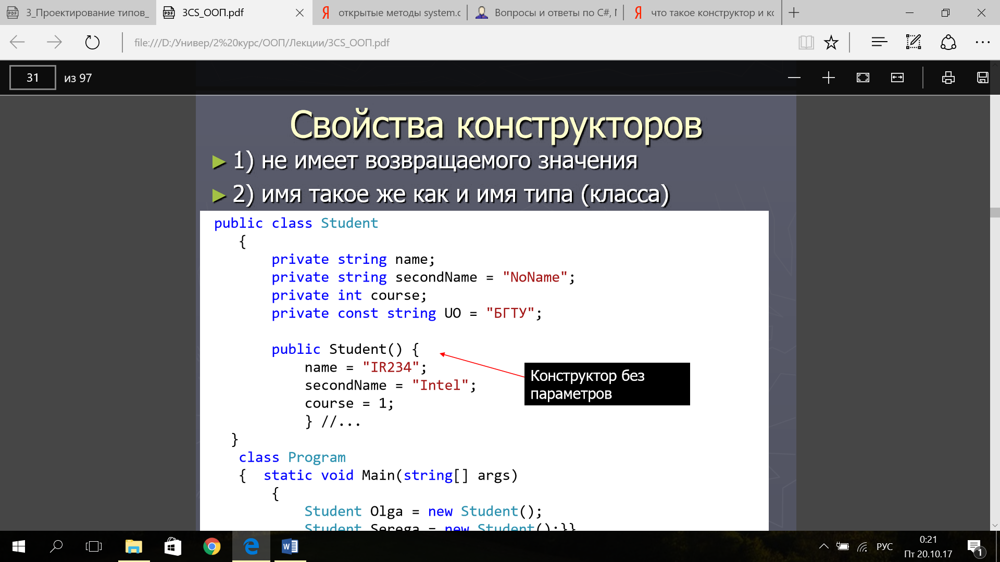 3_Проектирование типов_
3CS_ООП.pdf
открытые методы system.c
Вопросы и ответы по C#,
что такое конструктор и кс
file:///D:/Универ/2%20курс/ООП/Лекции/3CS_ООП.pdf
31 из 97
Свойства конструкторов
1) не имеет возвращаемого значения
2) имя такое же как и имя типа (класса)
public class Student
{
private string name;
private string secondName = "NoName";
private int course;
private const string UO = "БГТУ";
public Student() {
name = "IR234";
secondName = "Intel";
course = 1;
} //...
}
Конструктор без
параметров
class Program
{ static void Main(string[] args)
{
Student Olga = new Student();
Student Serega = new Student();}}
РУС
0:21
Пт 20.10.17
1